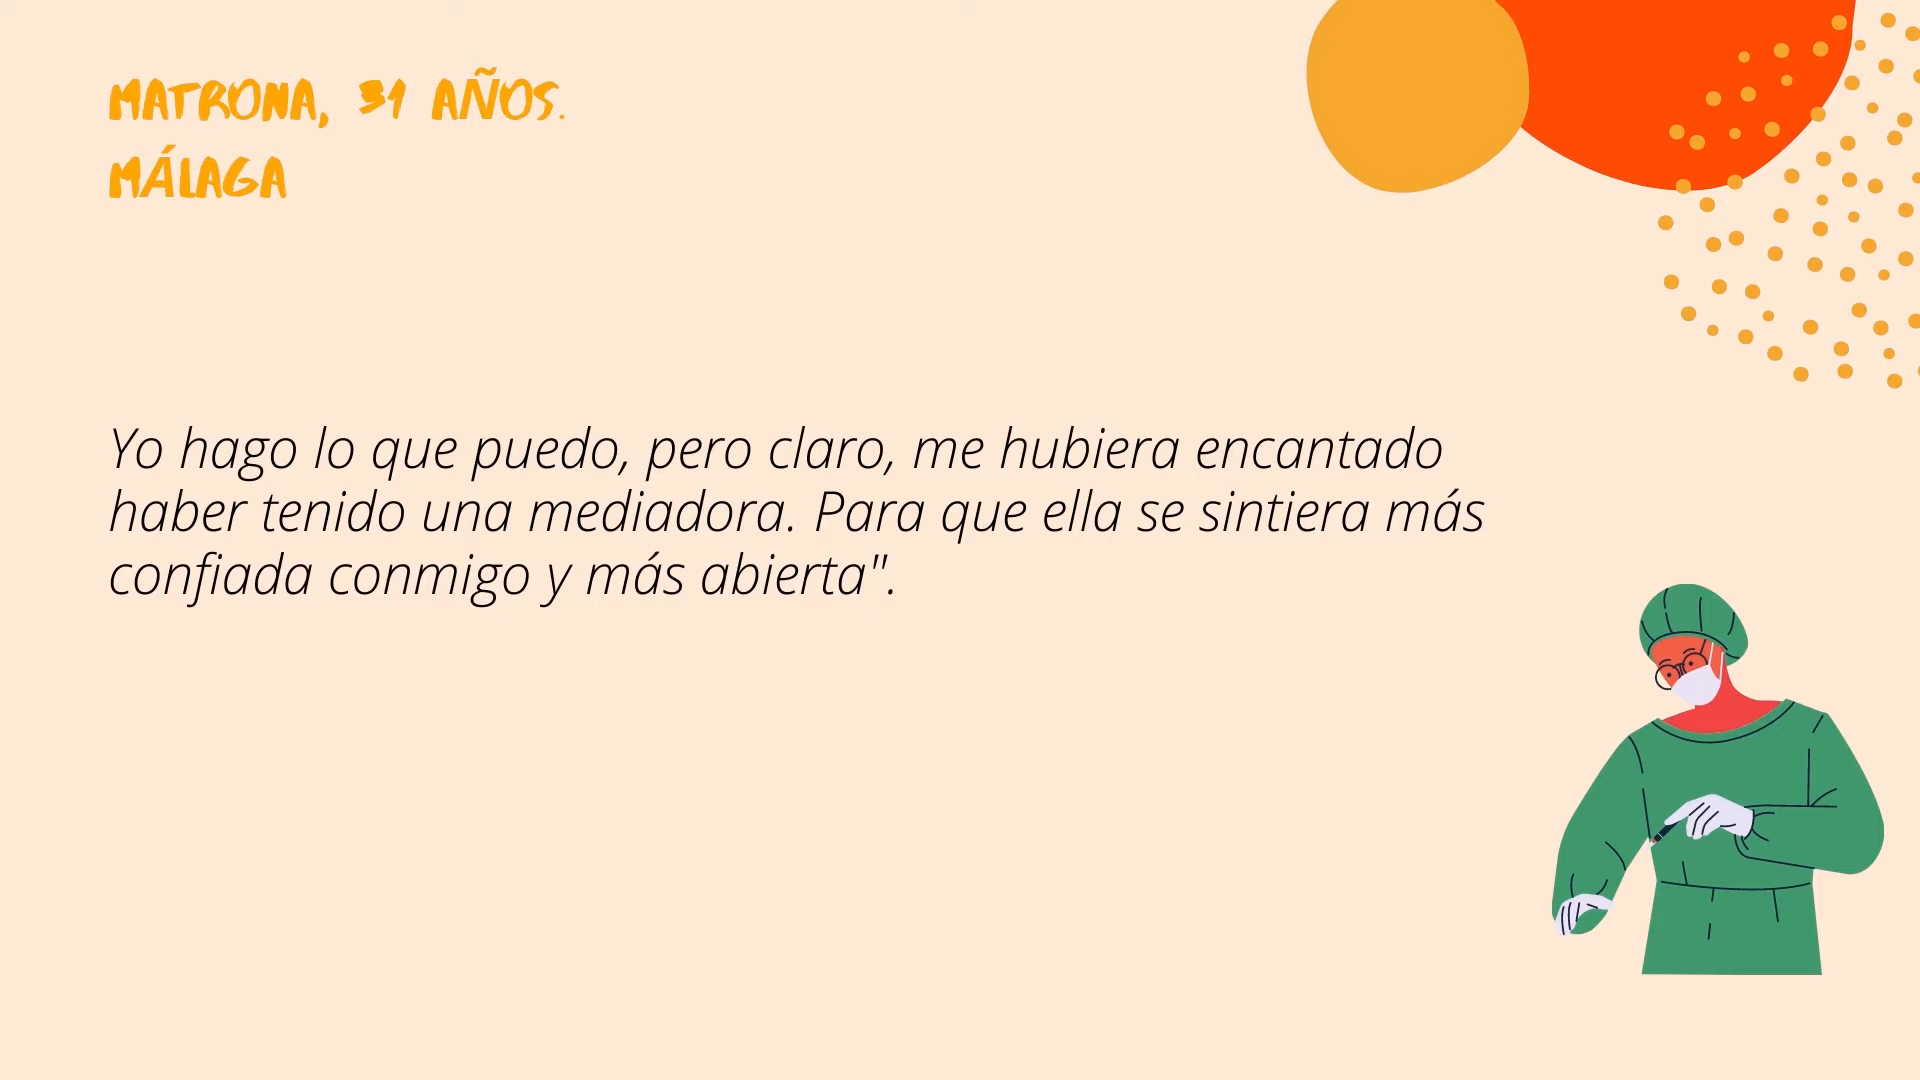 MATRONA, 31 AÑOS.
MÁLAGA
Yo hago lo que puedo, pero claro, me hubiera encantado
haber tenido una mediadora. Para que ella se sintiera más
confiada conmigo y más abierta".